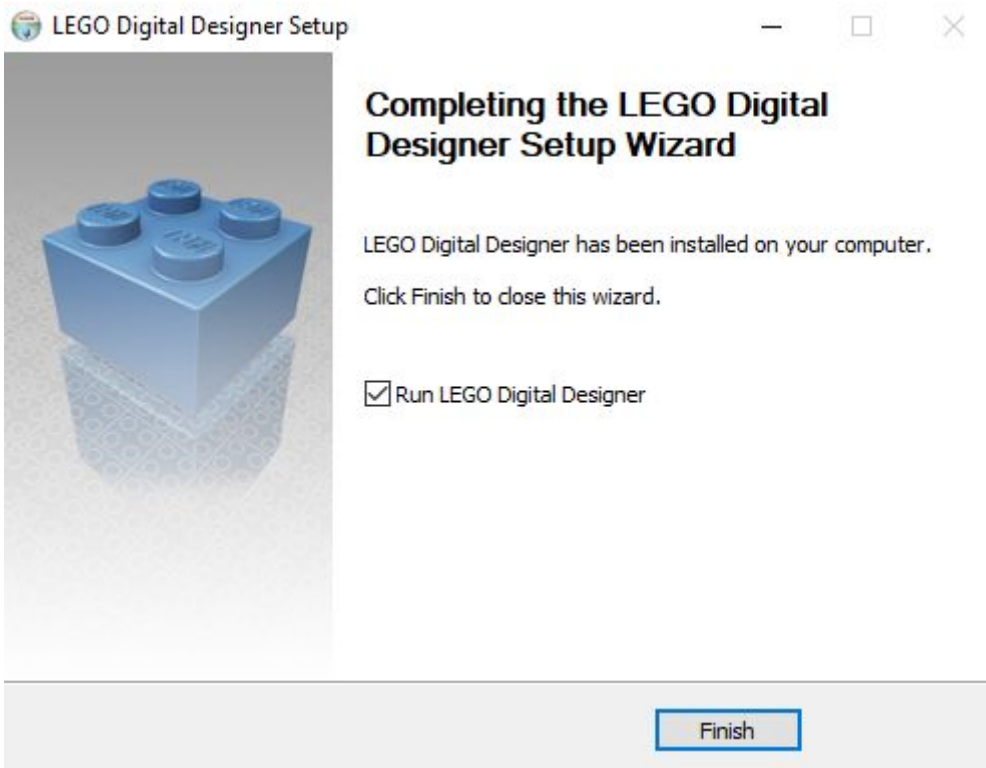 LEGO Digital Designer Setup
Completing the LEGO Digital
Designer Setup Wizard
LEGO Digital Designer has been installed on your computer.
Click Finish to close this wizard.
Run LEGO Digital Designer
Finish